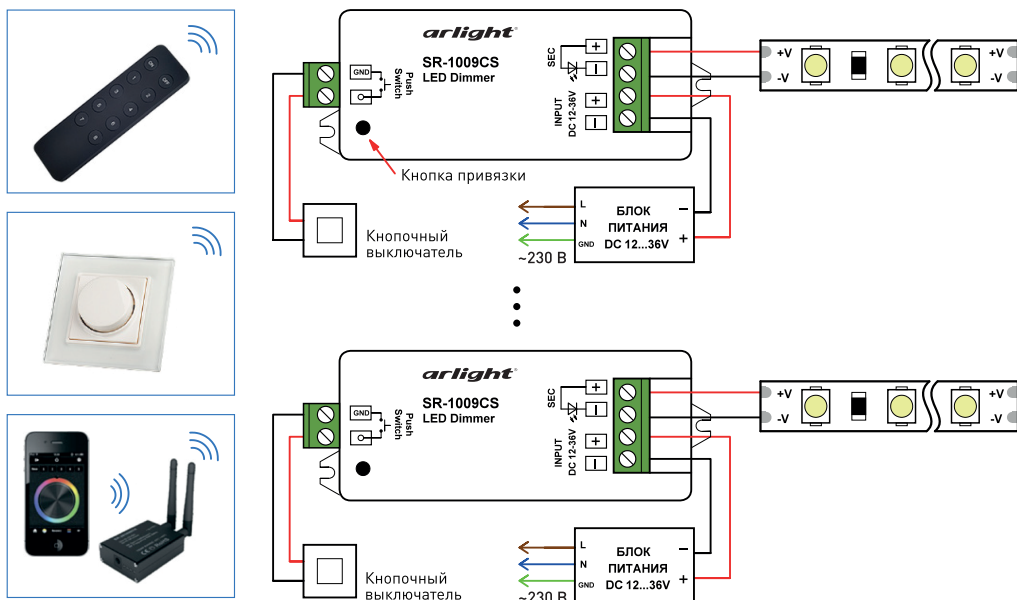 arlight
SR-1009CS
LED Dimmer
GND
Push
Switch
SEC
+
–
INPUT
DC 12-36V
+
–
+V
-V
+V
-V
Кнопка привязки
Кнопочный
выключатель
L
N
GND
~230 В
БЛОК
ПИТАНИЯ
DC 12...36V
–
+
arlight
SR-1009CS
LED Dimmer
GND
Push
Switch
SEC
+
–
INPUT
DC 12-36V
+
–
+V
-V
+V
-V
Кнопочный
выключатель
L
N
GND
~230 В
БЛОК
ПИТАНИЯ
DC 12...36V
–
+